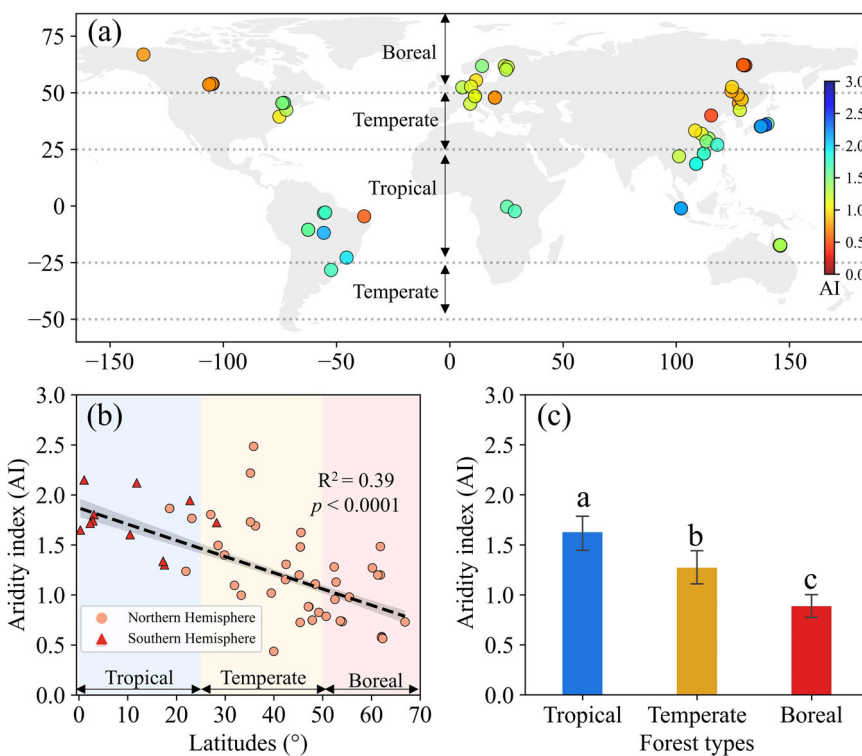 (a)
75
50
25
0
−25
−50
Boreal
Temperate
Tropical
Temperate
−150
−100
−50
0
50
100
150
3.0
2.5
2.0
1.5
1.0
0.5
0.0
AI
(b)
Aridity index (AI)
3.0
2.5
2.0
1.5
1.0
0.5
0.0
R² = 0.39
p < 0.0001
Northern Hemisphere
Southern Hemisphere
Tropical Temperate Boreal
0 10 20 30 40 50 60 70
Latitudes (°)
(c)
Aridity index (AI)
3.0
2.5
2.0
1.5
1.0
0.5
0.0
a
b
c
Tropical Temperate Boreal
Forest types